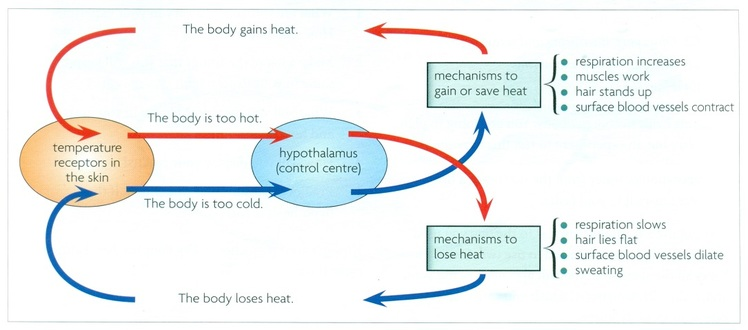 The body gains heat.
mechanisms to
gain or save heat
respiration increases
muscles work
hair stands up
surface blood vessels contract
The body is too hot.
temperature
receptors in
the skin
hypothalamus
(control centre)
The body is too cold.
mechanisms to
lose heat
respiration slows
hair lies flat
surface blood vessels dilate
sweating
The body loses heat.